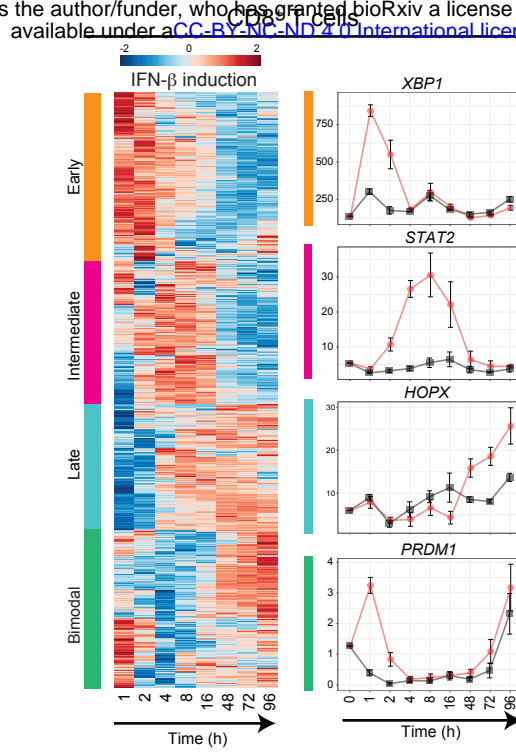 s the author/funder, who has granted bioRxiv a license
CD8⁺ T cells
available under aCC-BY-NC-ND 4.0 International licen
-2 0 2
IFN-β induction
Early
Intermediate
Late
Bimodal
1 2 4 8 16 48 72 96
Time (h)
XBP1
750
500
250
STAT2
30
20
10
HOPX
30
20
10
PRDM1
4
3
2
1
0
0 1 2 4 8 16 48 72 96
Time (h)